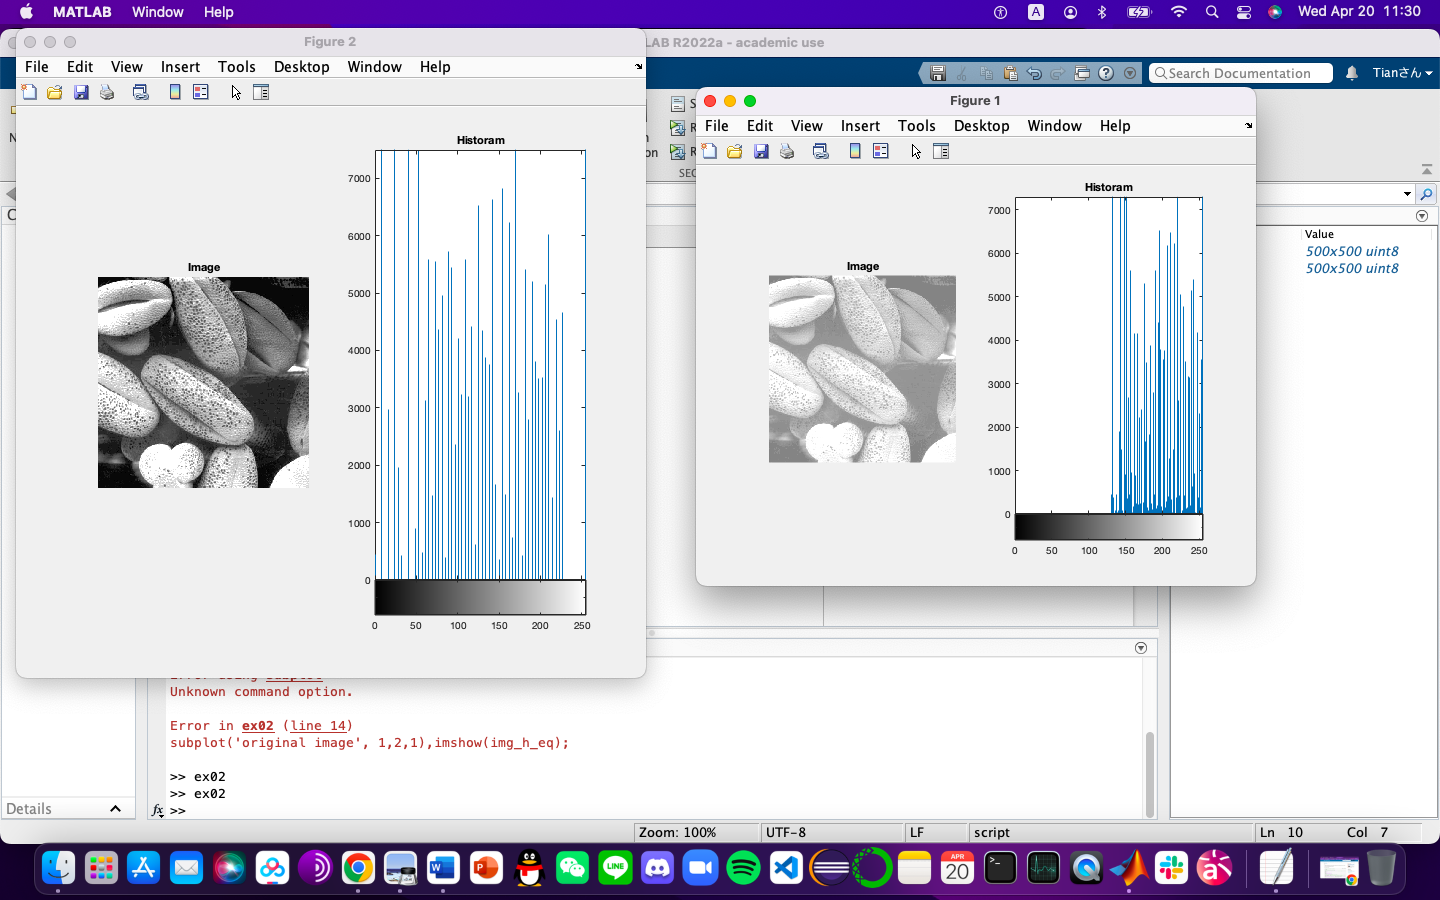 MATLAB Window Help
A
Wed Apr 20 11:30
Figure 2
LAB R2022a - academic use
File Edit View Insert Tools Desktop Window Help
Search Documentation
Tianさん
Figure 1
File Edit View Insert Tools Desktop Window Help
Historam
7000
6000
5000
4000
3000
2000
1000
0
0 50 100 150 200 250
Image
Historam
7000
6000
5000
4000
3000
2000
1000
0
0 50 100 150 200 250
Image
Value
500x500 uint8
500x500 uint8
Unknown command option.
Error in ex02 (line 14)
subplot('original image', 1,2,1),imshow(img_h_eq);
>> ex02
>> ex02
fx >>
Details
Zoom: 100% UTF-8 LF script Ln 10 Col 7
LINE
APR
20